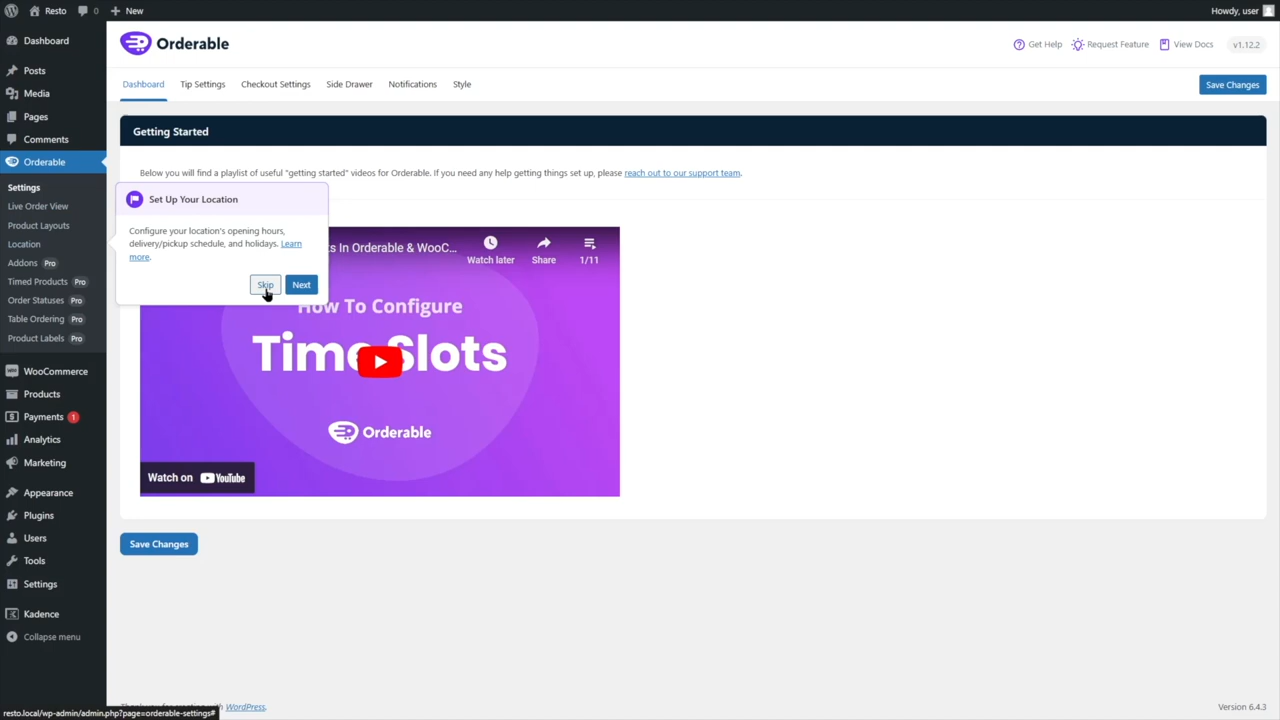 Resto
0
New
Howdy, user
Dashboard
Posts
Media
Pages
Comments
Orderable
Settings
Live Order View
Product Layouts
Location
Addons Pro
Timed Products Pro
Order Statuses Pro
Table Ordering Pro
Product Labels Pro
WooCommerce
Products
Payments 1
Analytics
Marketing
Appearance
Plugins
Users
Tools
Settings
Kadence
Collapse menu
resto.local/wp-admin/admin.php?page=orderable-settings#
Orderable
Get Help
Request Feature
View Docs
v1.12.2
Dashboard
Tip Settings
Checkout Settings
Side Drawer
Notifications
Style
Save Changes
Getting Started
Below you will find a playlist of useful "getting started" videos for Orderable. If you need any help getting things set up, please reach out to our support team.
Set Up Your Location
Configure your location's opening hours,
delivery/pickup schedule, and holidays. Learn
more.
Skip
Next
In Orderable & WooC...
Watch later
Share
1/11
How To Configure
Time Slots
Orderable
Watch on YouTube
Save Changes
WordPress.
Version 6.4.3